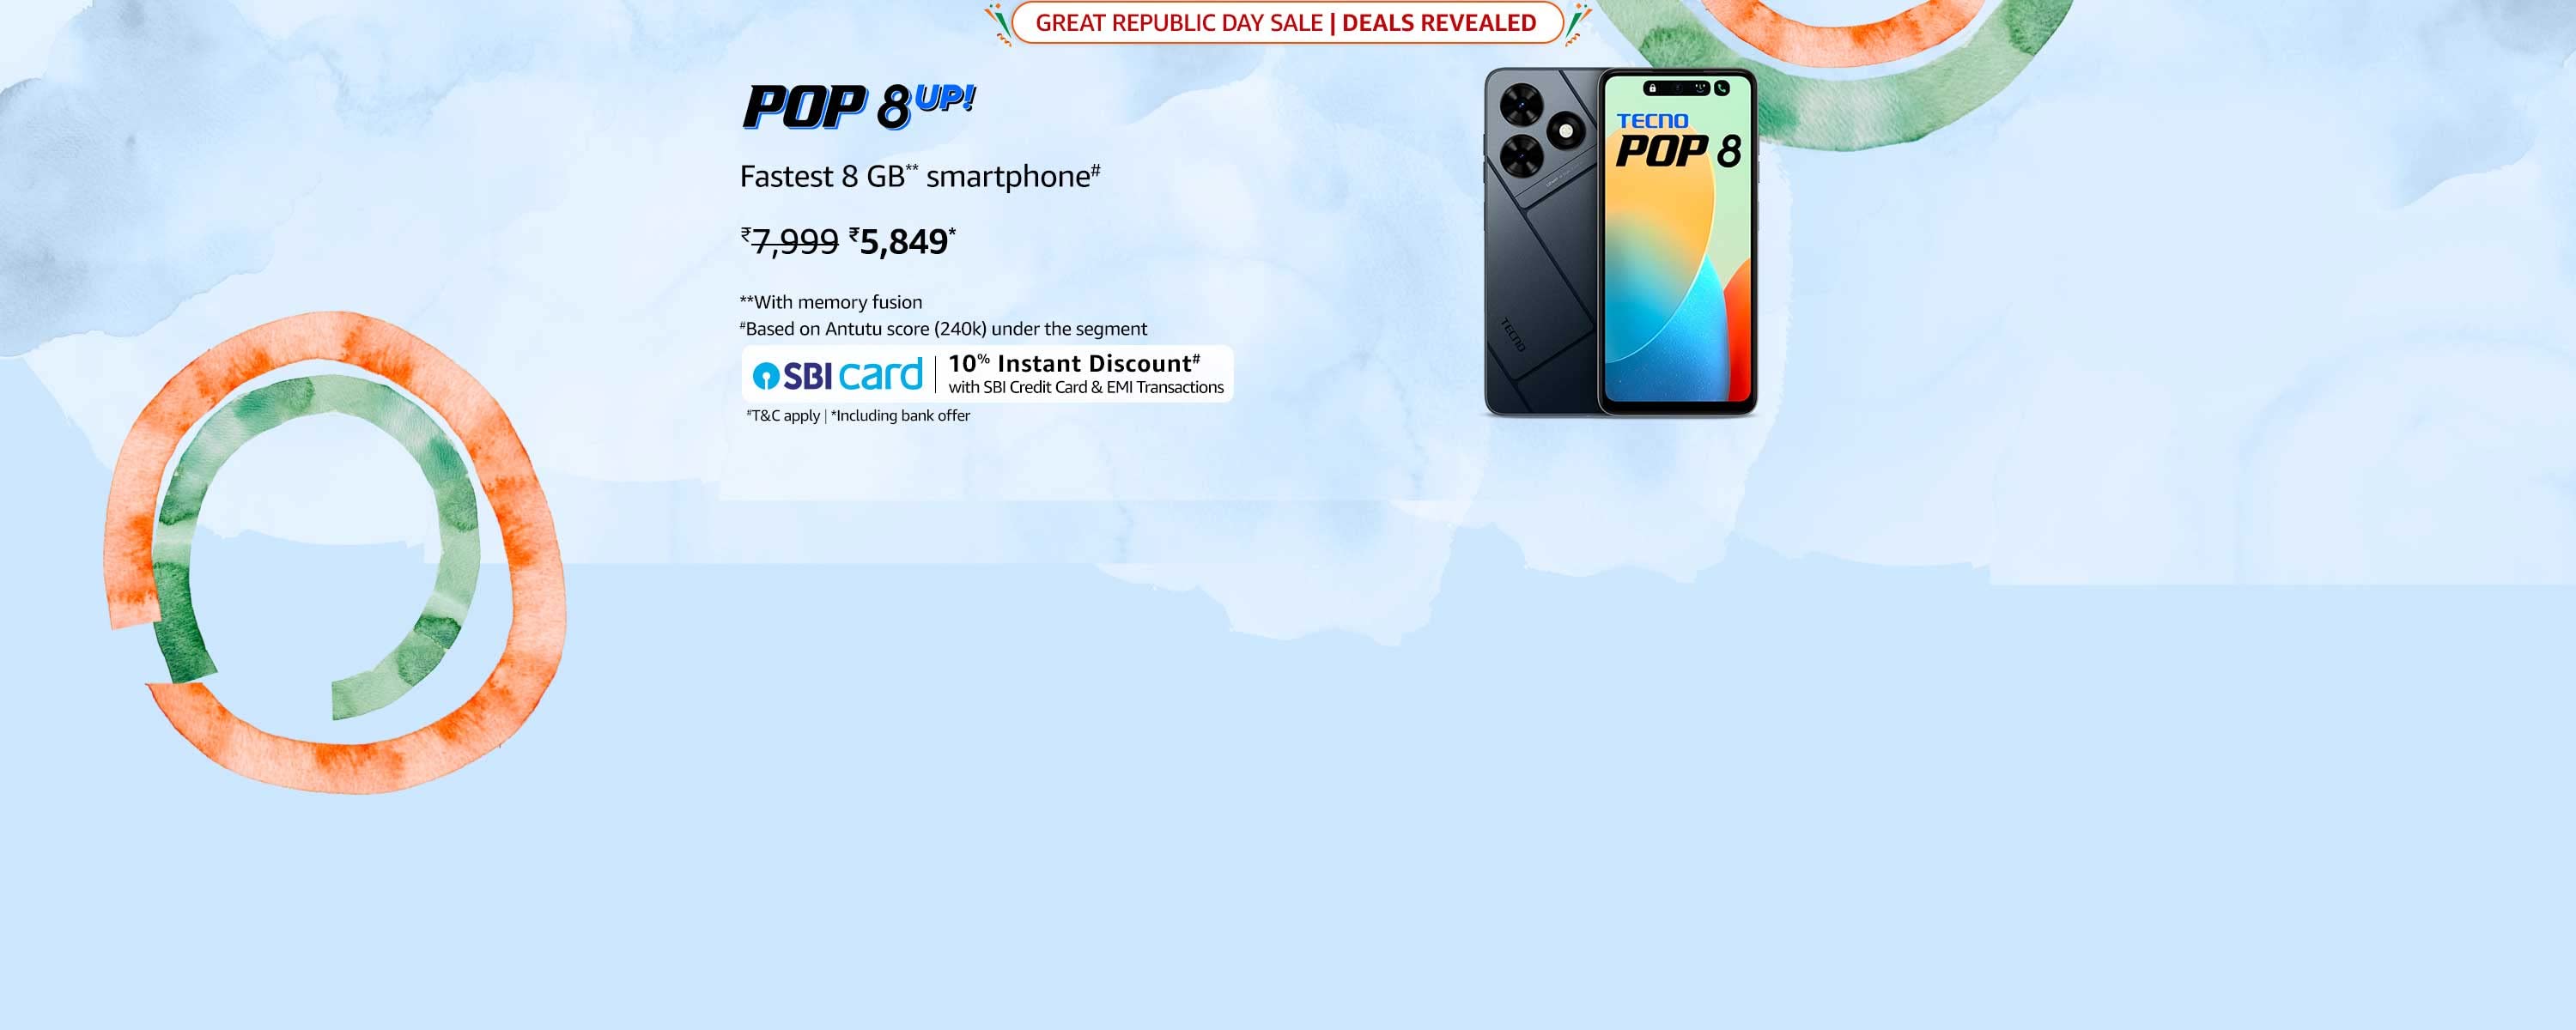 GREAT REPUBLIC DAY SALE | DEALS REVEALED
POP 8 UP!
Fastest 8 GB** smartphone#
₹7,999 ₹5,849*
**With memory fusion
#Based on Antutu score (240k) under the segment
SBI card | 10% Instant Discount#
with SBI Credit Card & EMI Transactions
#T&C apply | *Including bank offer
TECNO
POP 8
TECNO